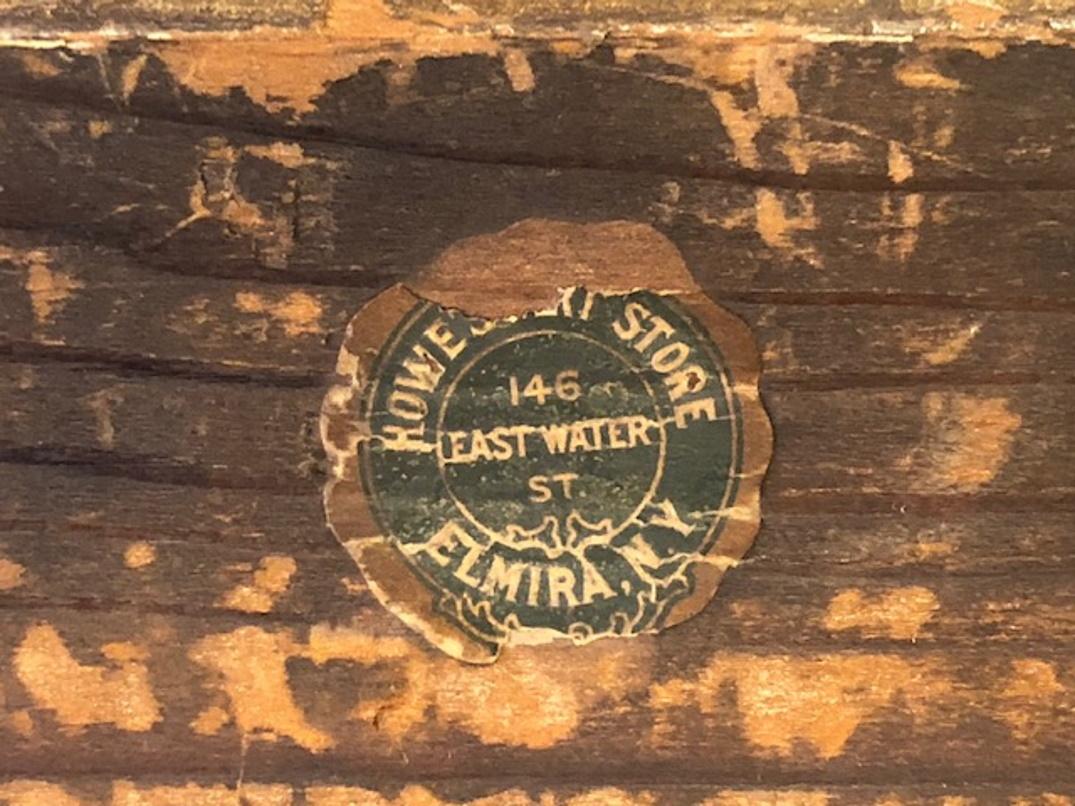 HOWE STORE
146
EAST WATER
ST.
ELMIRA, N.Y.